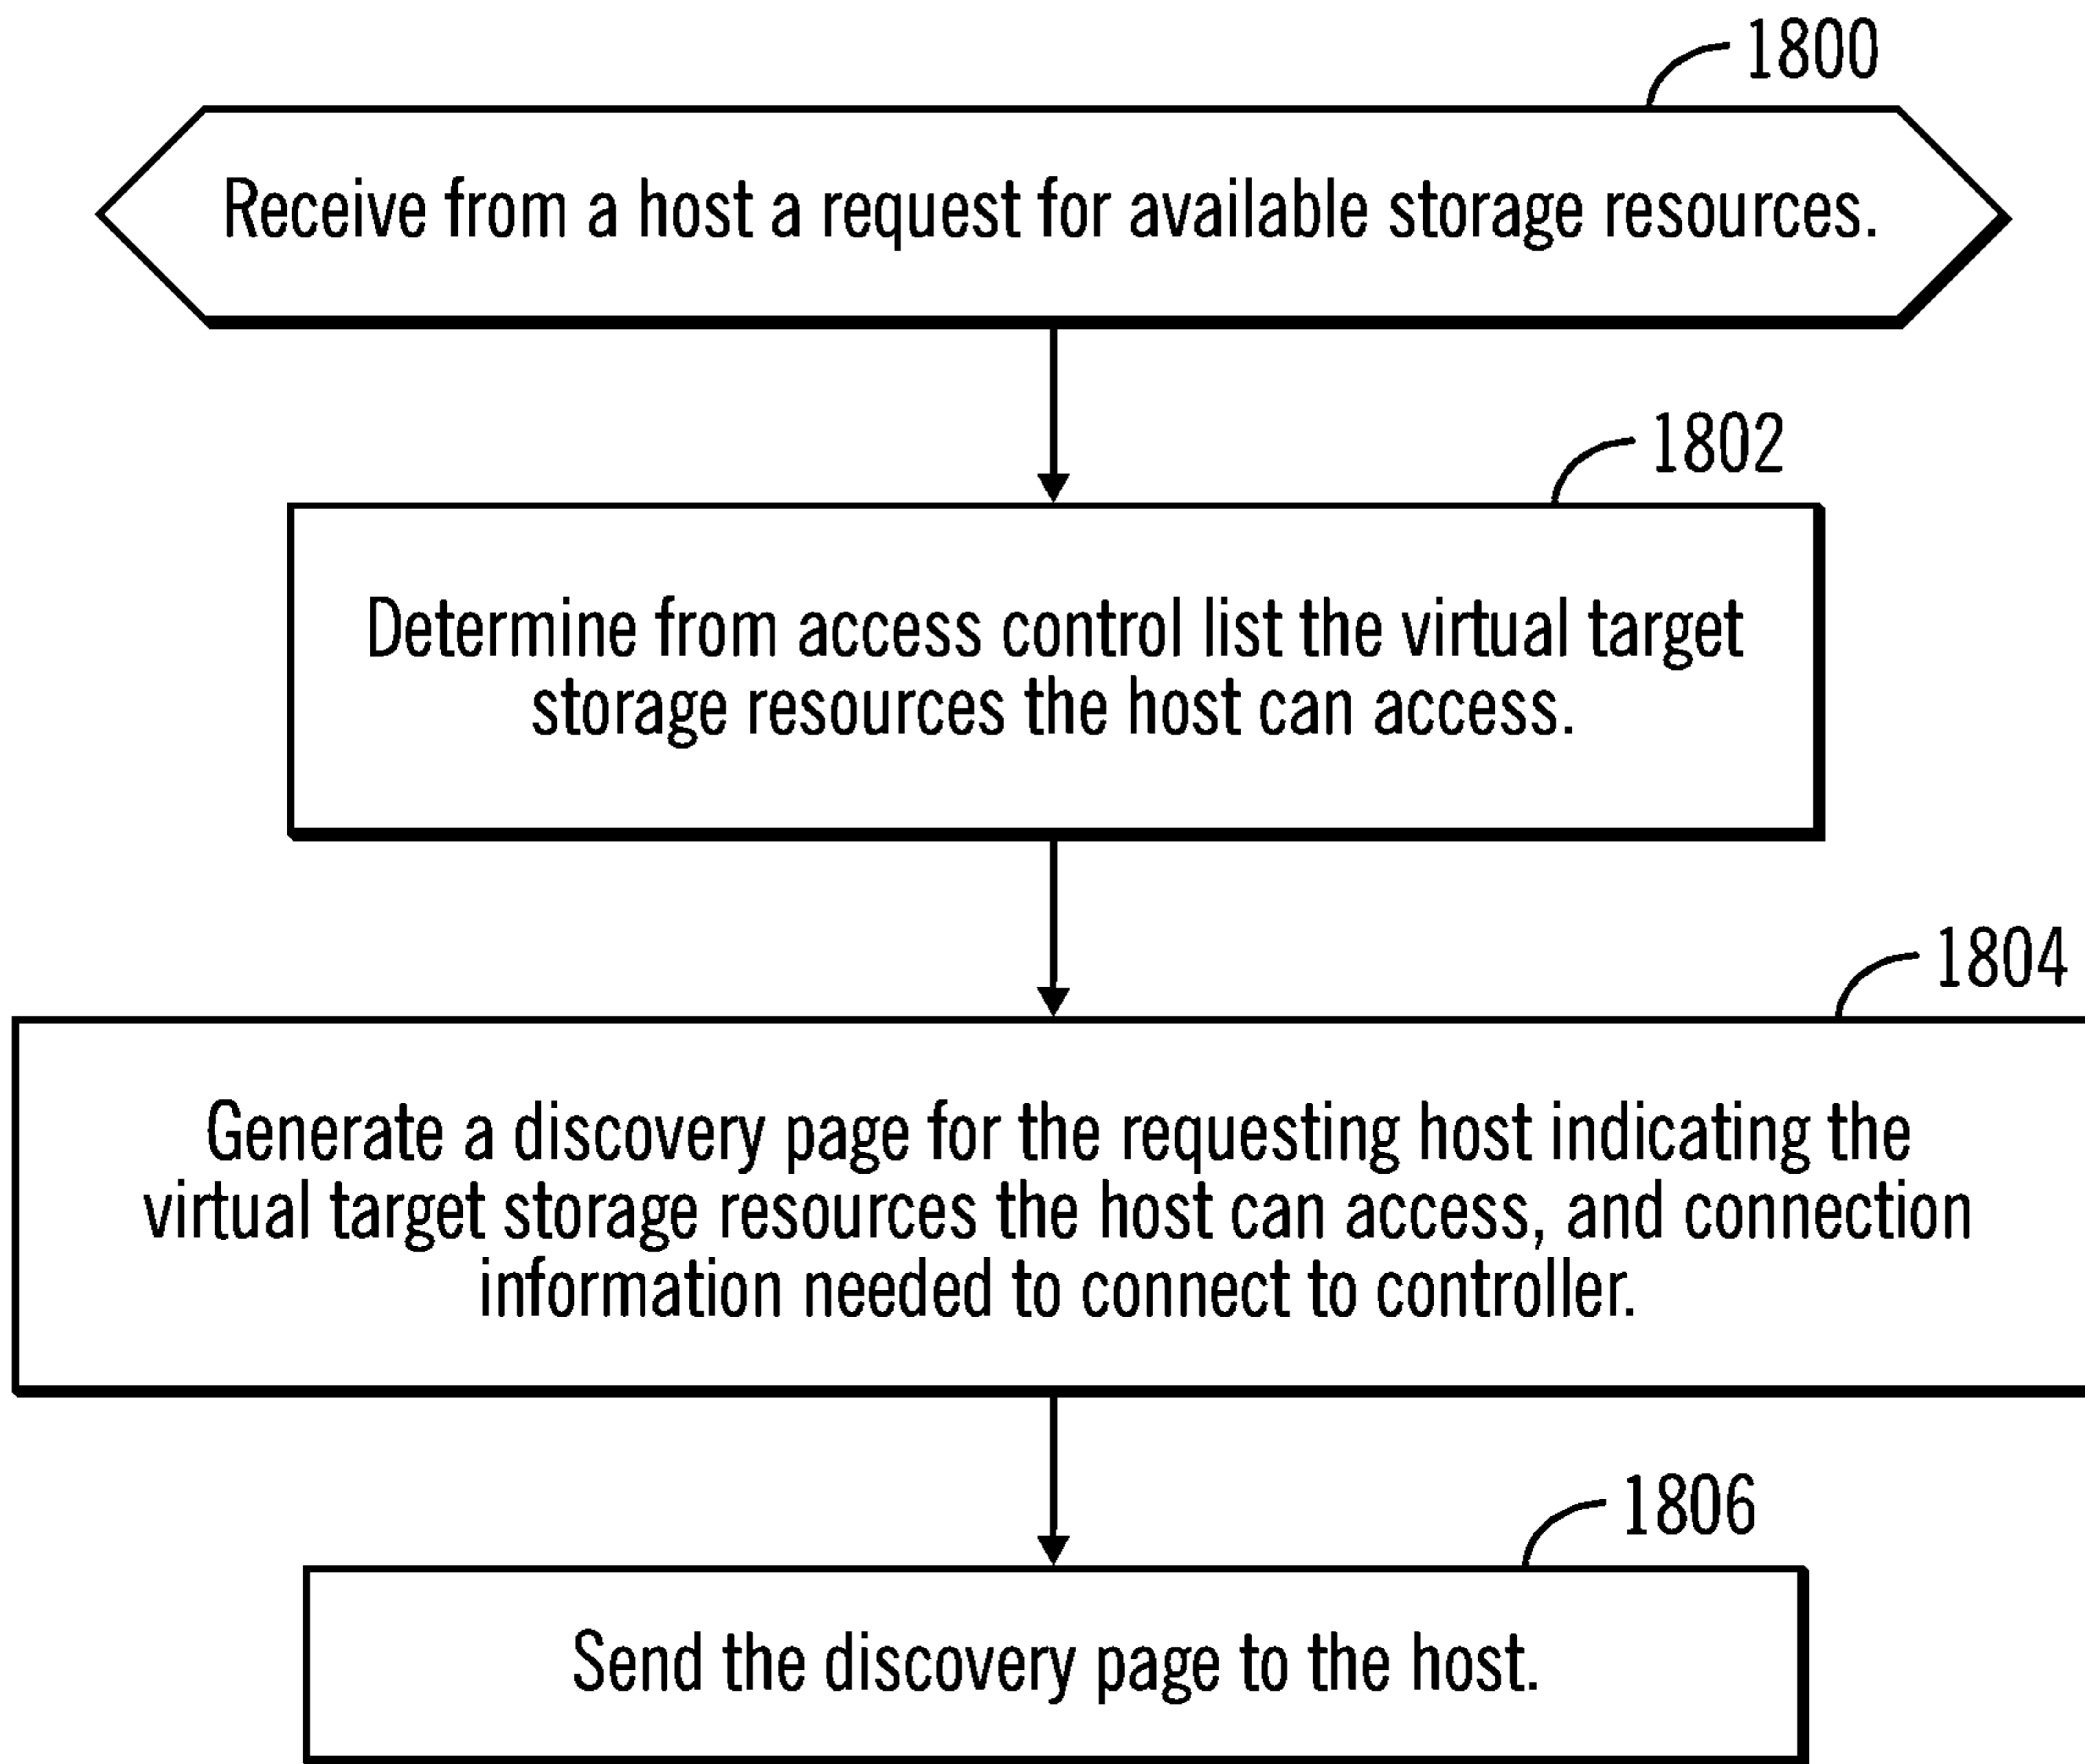 1800
Receive from a host a request for available storage resources.
1802
Determine from access control list the virtual target
storage resources the host can access.
1804
Generate a discovery page for the requesting host indicating the
virtual target storage resources the host can access, and connection
information needed to connect to controller.
1806
Send the discovery page to the host.